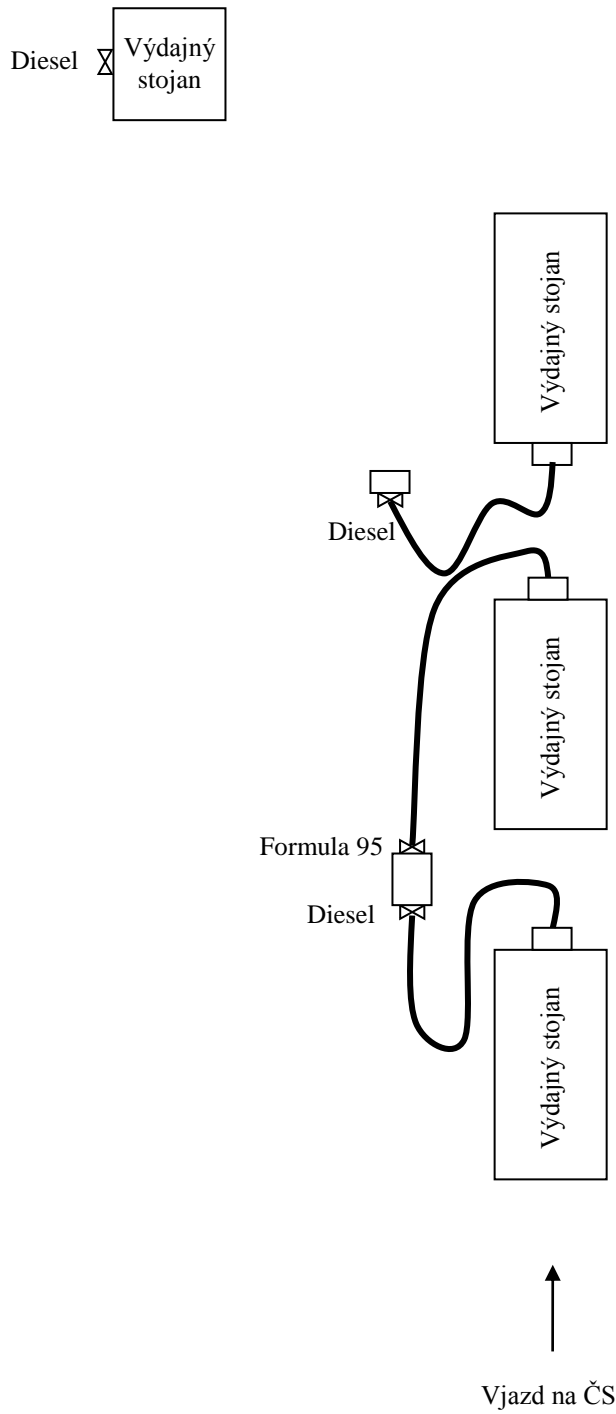 Diesel
Výdajný
stojan
Výdajný stojan
Diesel
Výdajný stojan
Formula 95
Diesel
Výdajný stojan
Vjazd na ČS